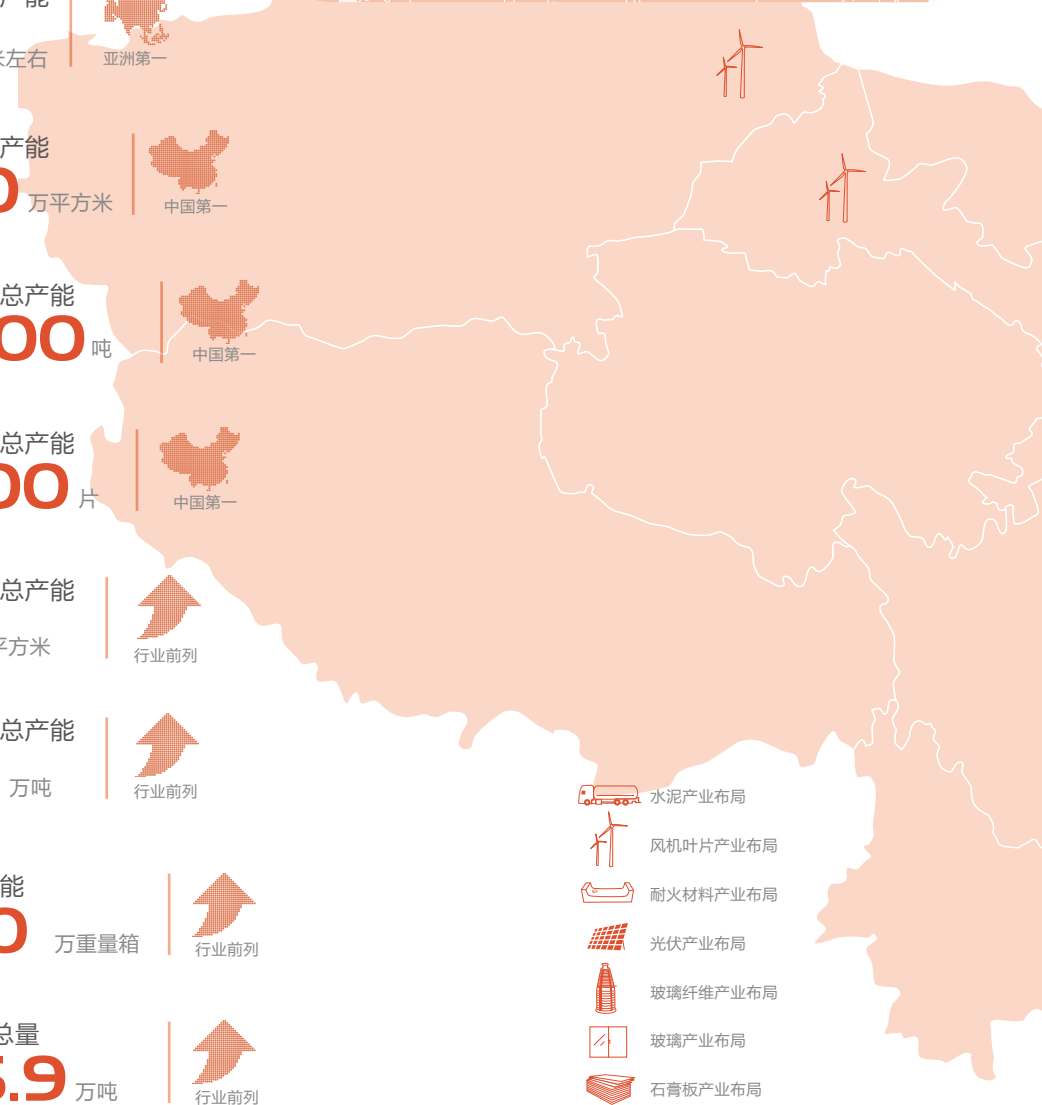 产能
米左右
亚洲第一
产能
0 万平方米
中国第一
总产能
00 吨
中国第一
总产能
00 片
中国第一
总产能
平方米
行业前列
总产能
万吨
行业前列
能
0 万重量箱
行业前列
总量
5.9 万吨
行业前列
水泥产业布局
风机叶片产业布局
耐火材料产业布局
光伏产业布局
玻璃纤维产业布局
玻璃产业布局
石膏板产业布局